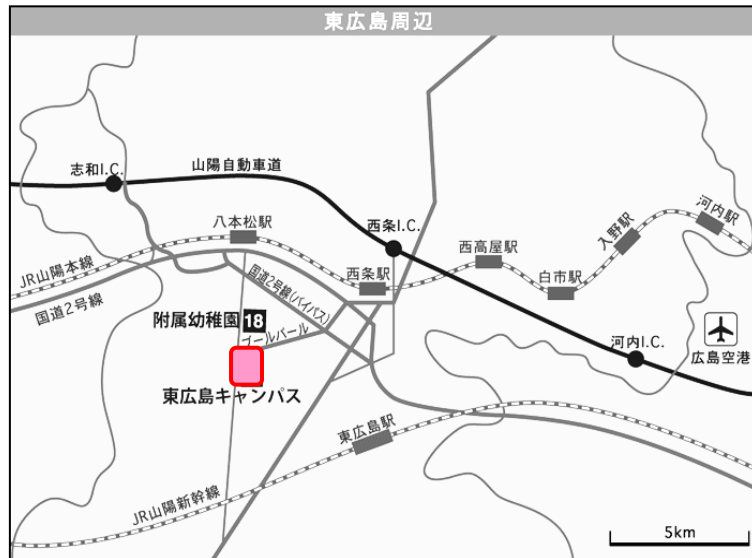 東広島周辺
志和I.C.
山陽自動車道
八本松駅
西条I.C.
河内駅
入野駅
西高屋駅
白市駅
JR山陽本線
国道2号線
国道2号線(バイパス)
西条駅
附属幼稚園 18
ブールバール
東広島キャンパス
河内I.C.
広島空港
東広島駅
JR山陽新幹線
5km